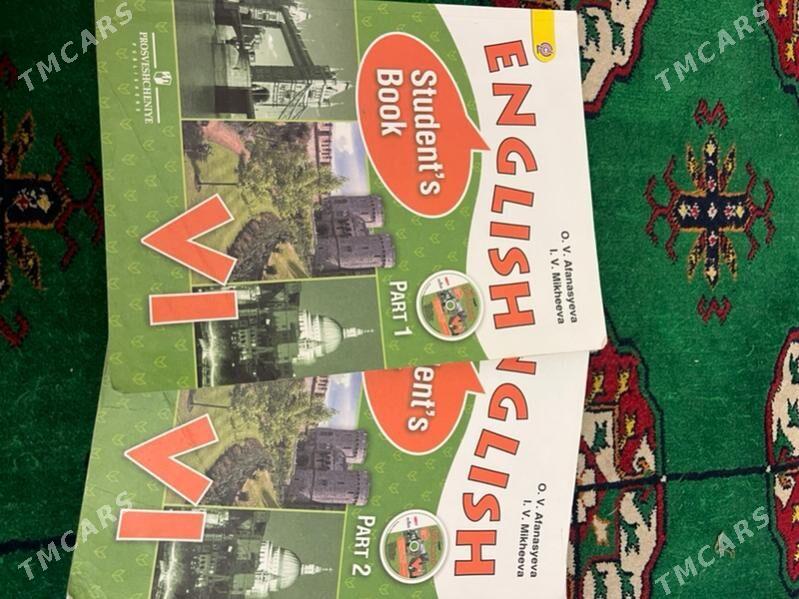 ENGLISH
O. V. Afanasyeva
I. V. Mikheeva
Student's
Book
PART 1
VI
PROSVESHCHENIYE
PUBLISHERS
NGLISH
O. V. Afanasyeva
I. V. Mikheeva
ent's
PART 2
VI
TMCARS
TMCARS
TMCARS
TMCARS